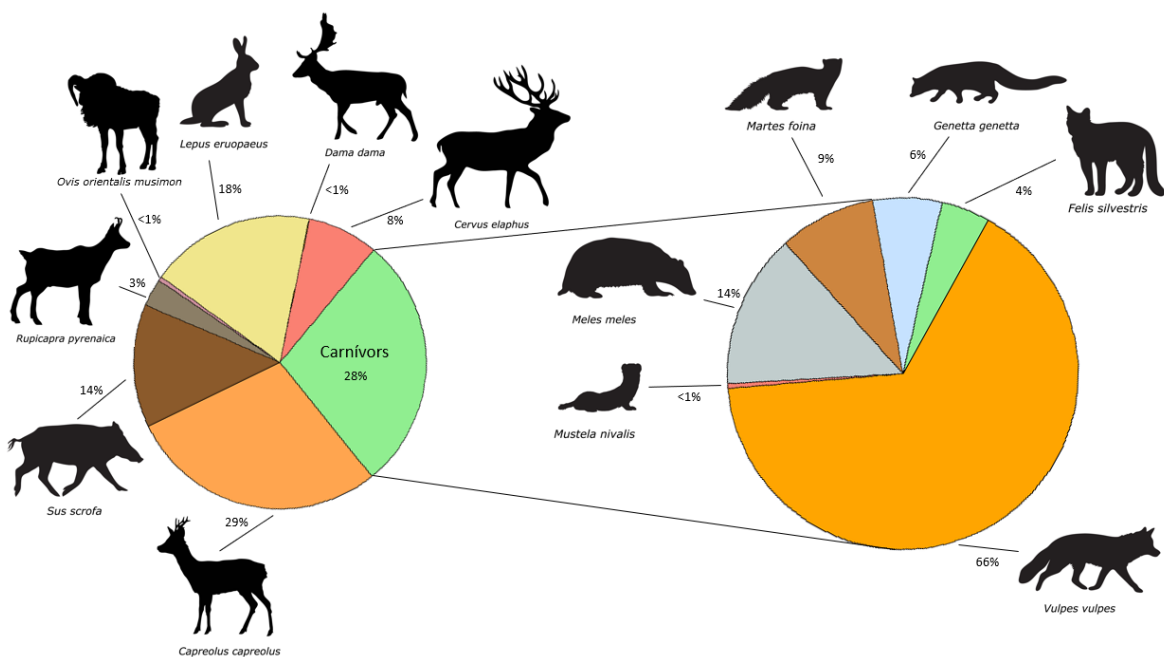 Lepus eruopaeus
Dama dama
Ovis orientalis musimon
18%
<1%
Cervus elaphus
8%
<1%
Rupicapra pyrenaica
3%
Carnívors
28%
14%
Sus scrofa
29%
Capreolus capreolus
Martes foina
Genetta genetta
9%
6%
4%
Felis silvestris
Meles meles
14%
Mustela nivalis
<1%
66%
Vulpes vulpes